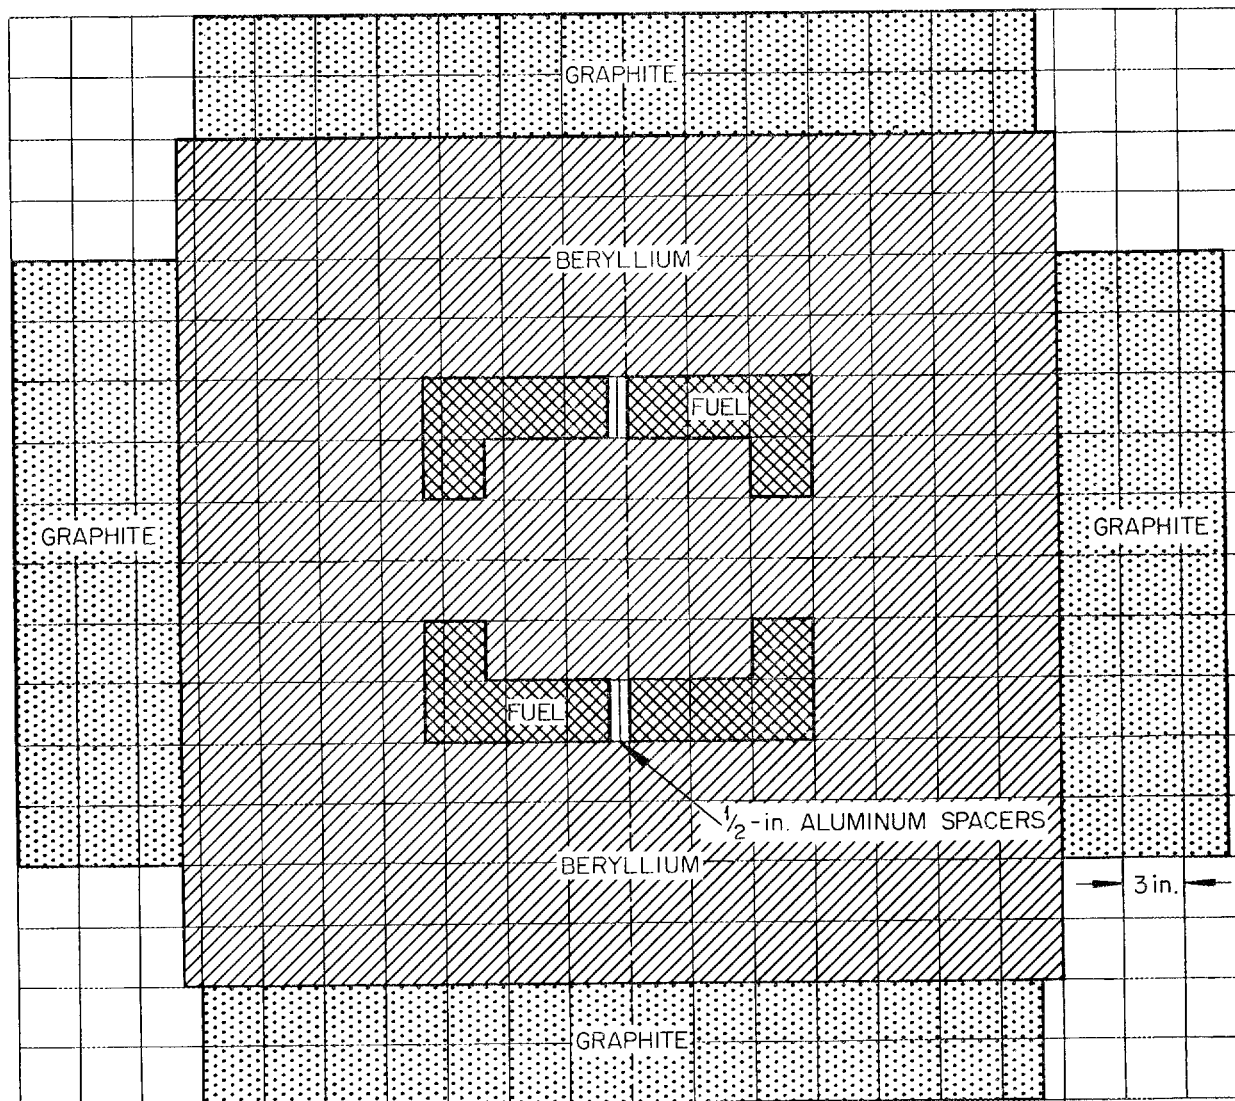 GRAPHITE
BERYLLIUM
FUEL
GRAPHITE
GRAPHITE
FUEL
1/2-in. ALUMINUM SPACERS
BERYLLIUM
3 in.
GRAPHITE